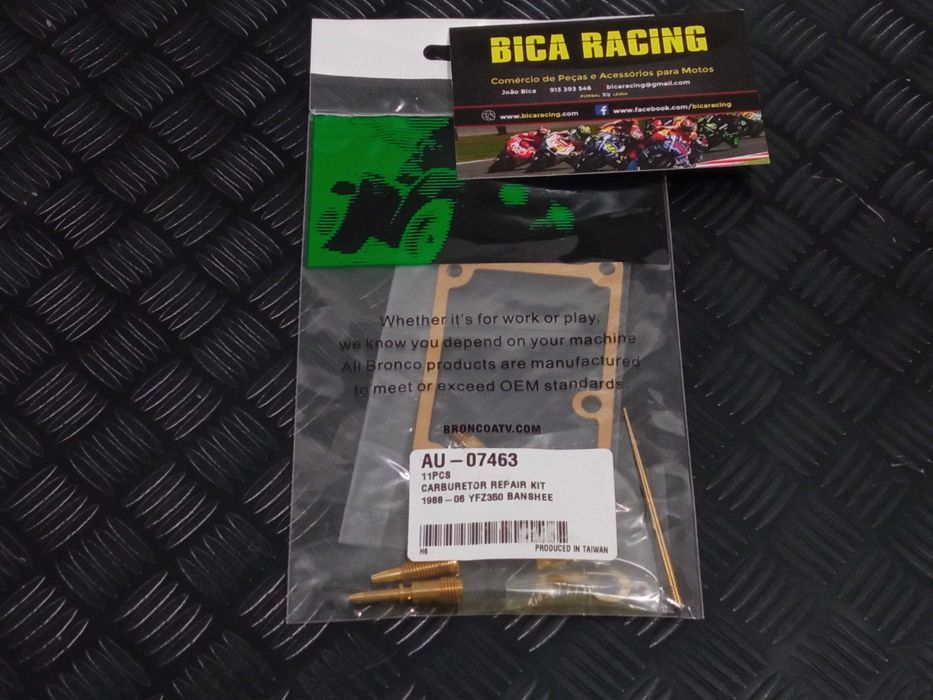 BICA RACING
Comércio de Peças e Acessórios para Motos
João Bica 913 393 546 bicaracing@gmail.com
POMBAL LEIRIA
www.bicaracing.com www.facebook.com/bicaracing
Whether it's for work or play,
we know you depend on your machine
All Bronco products are manufactured
to meet or exceed OEM standards
BRONCOATV.COM
AU-07463
11PCS
CARBURETOR REPAIR KIT
1988-06 YFZ350 BANSHEE
H6 PRODUCED IN TAIWAN